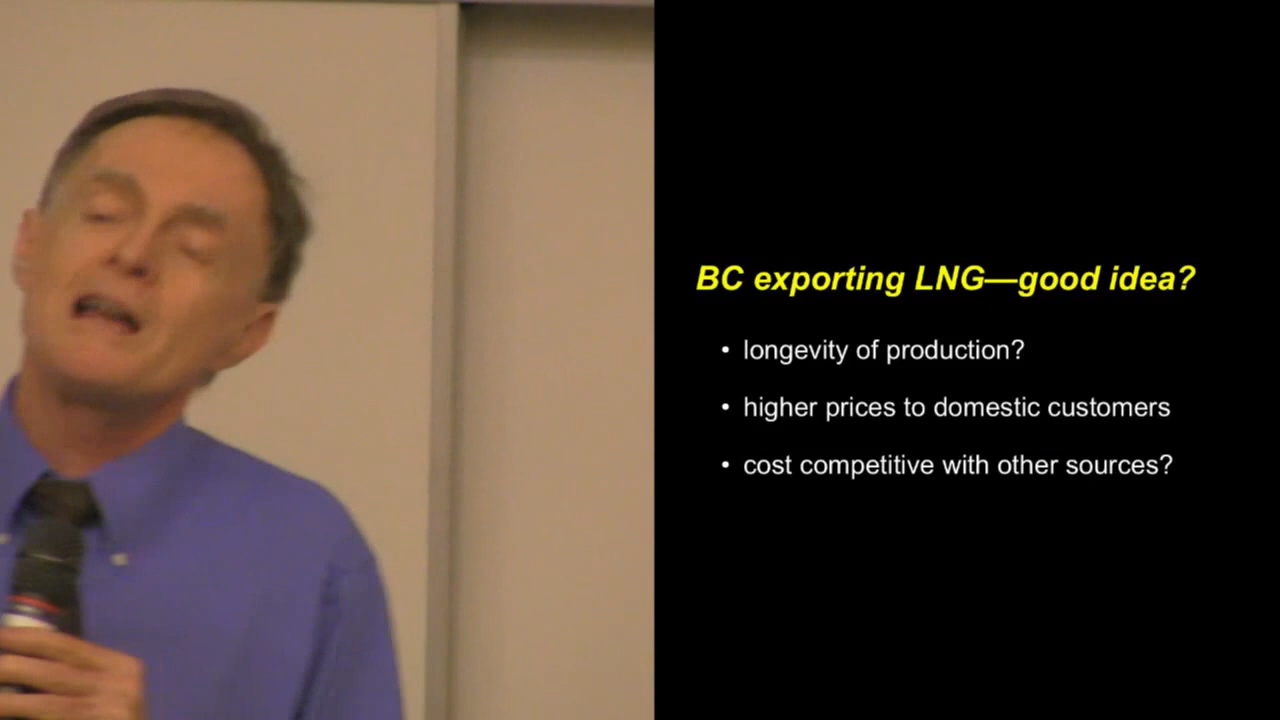 BC exporting LNG—good idea?
• longevity of production?
• higher prices to domestic customers
• cost competitive with other sources?